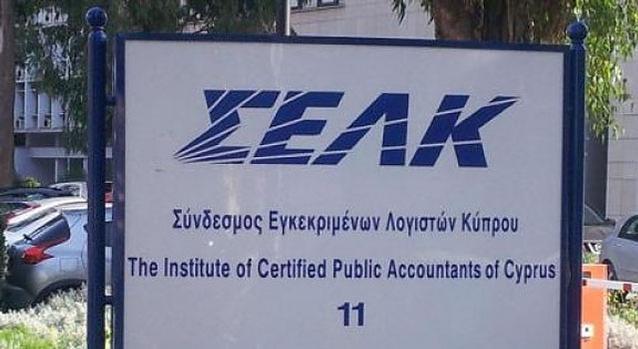 ΣΕΛΚ
Σύνδεσμος Εγκεκριμένων Λογιστών Κύπρου
The Institute of Certified Public Accountants of Cyprus
11